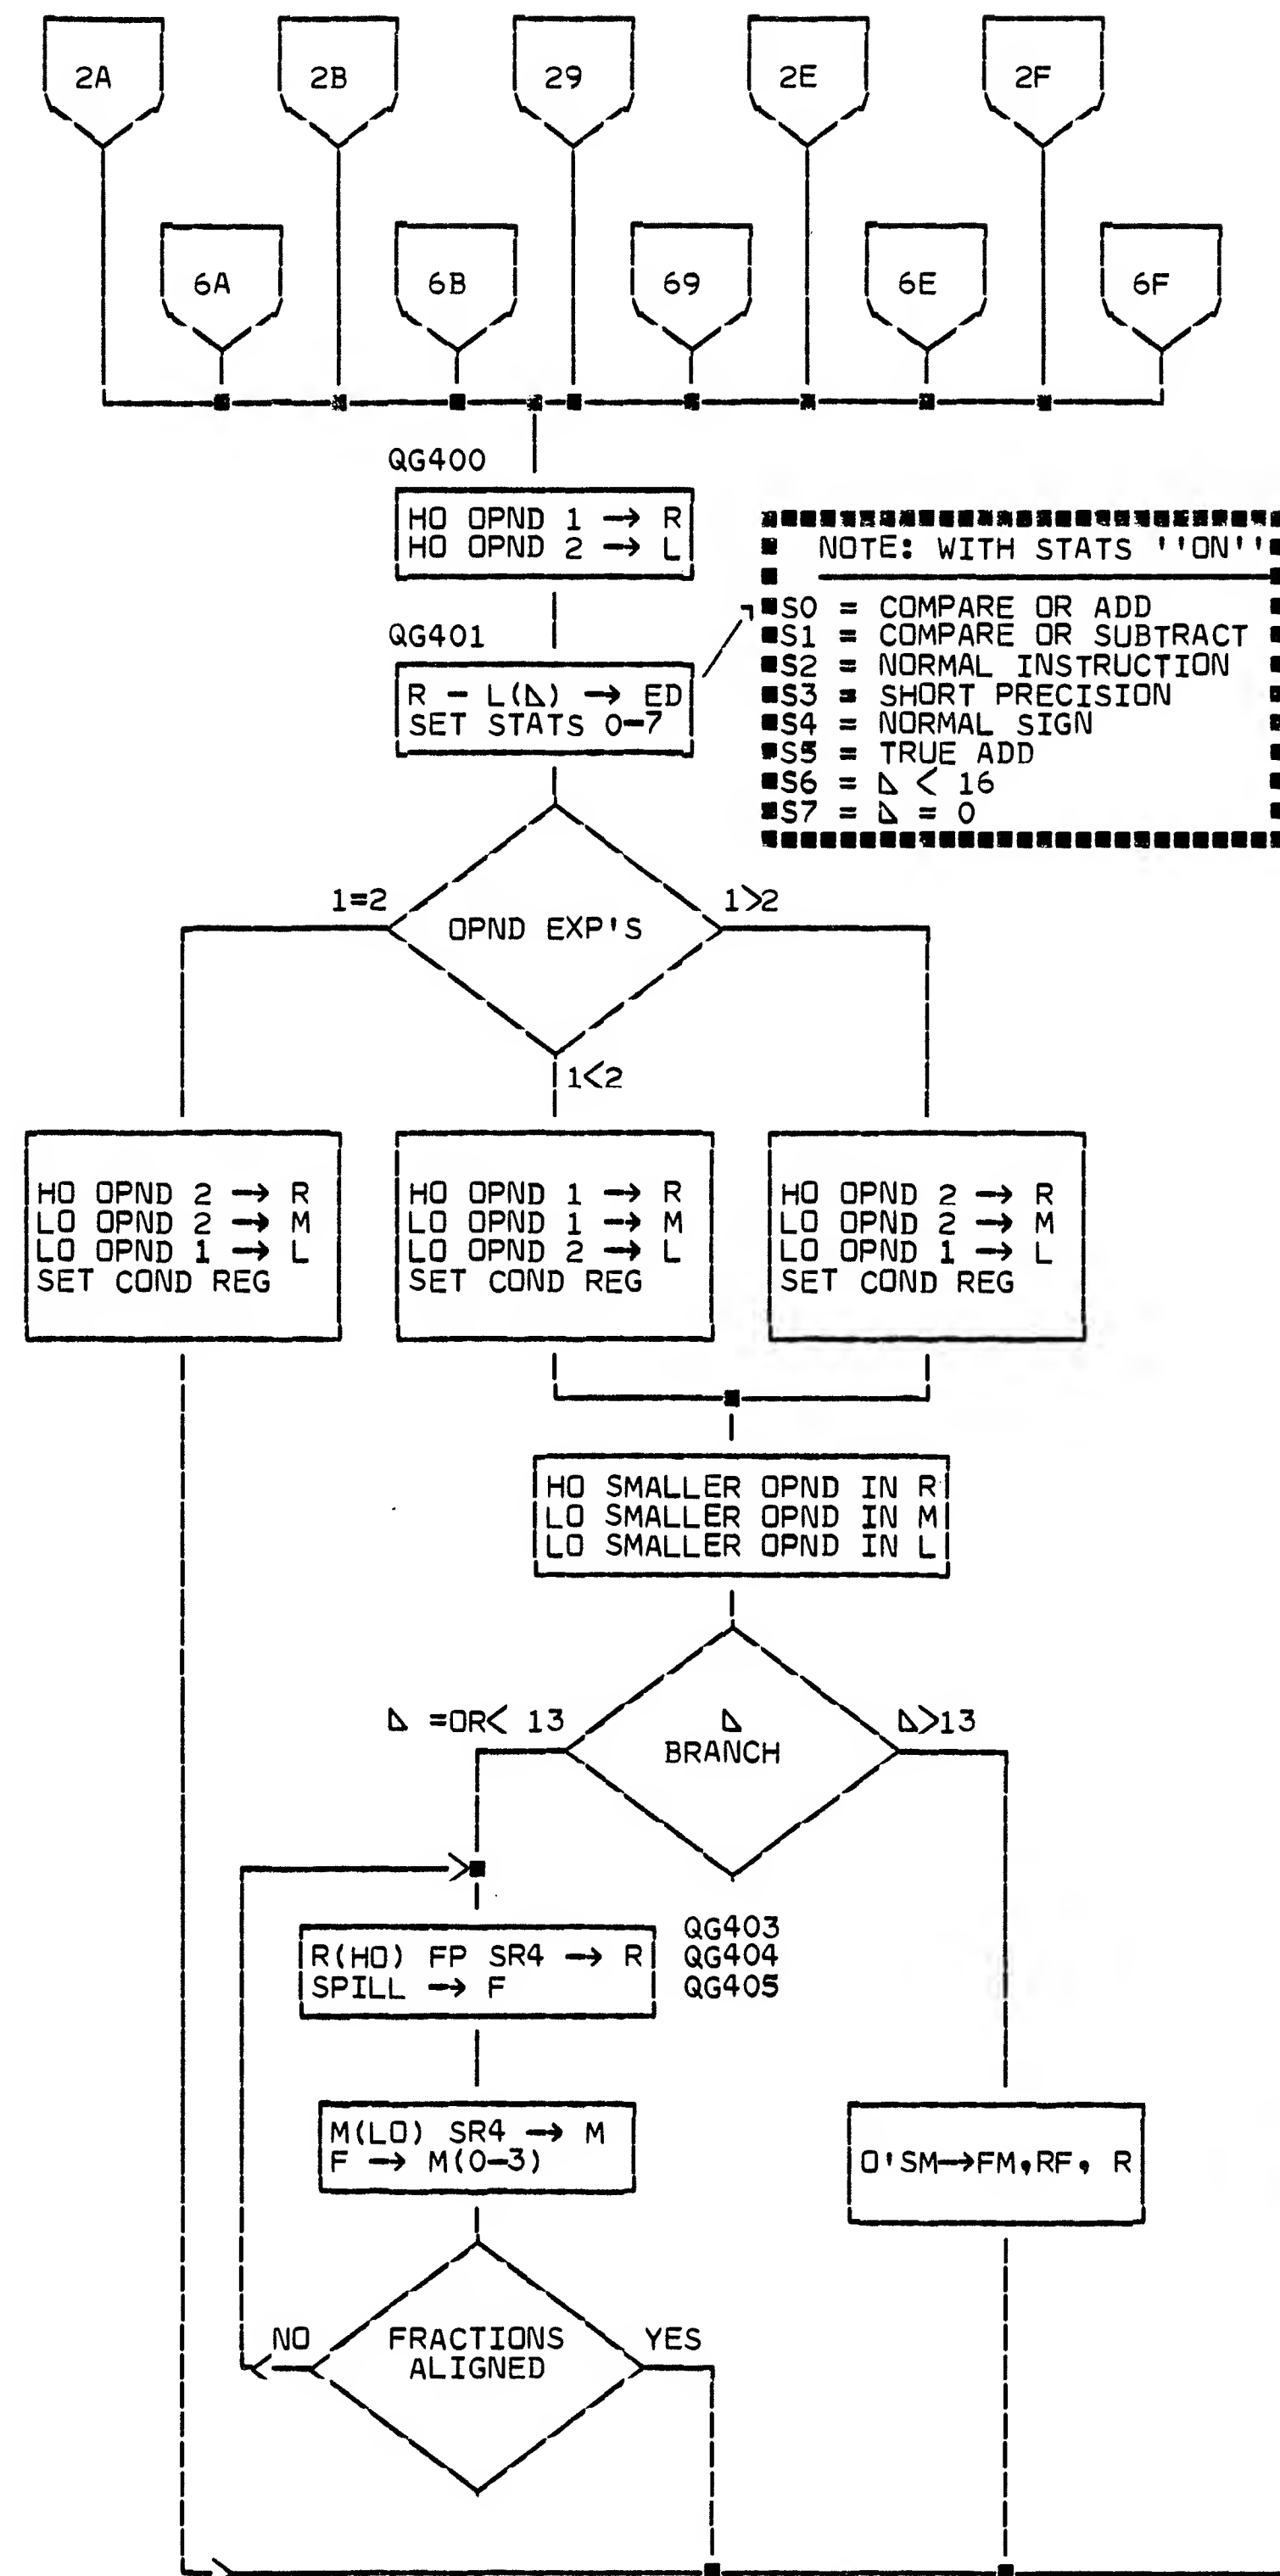 2A 2B 29 2E 2F
6A 6B 69 6E 6F
QG400
HO OPND 1 → R
HO OPND 2 → L
NOTE: WITH STATS ''ON''
S0 = COMPARE OR ADD
S1 = COMPARE OR SUBTRACT
S2 = NORMAL INSTRUCTION
S3 = SHORT PRECISION
S4 = NORMAL SIGN
S5 = TRUE ADD
S6 = ⊿ < 16
S7 = ⊿ = 0
QG401
R - L(⊿) → ED
SET STATS 0-7
1=2
OPND EXP'S
1>2
1<2
HO OPND 2 → R
LO OPND 2 → M
LO OPND 1 → L
SET COND REG
HO OPND 1 → R
LO OPND 1 → M
LO OPND 2 → L
SET COND REG
HO OPND 2 → R
LO OPND 2 → M
LO OPND 1 → L
SET COND REG
HO SMALLER OPND IN R
LO SMALLER OPND IN M
LO SMALLER OPND IN L
⊿ =OR< 13
⊿
BRANCH
⊿>13
R(HO) FP SR4 → R
SPILL → F
QG403
QG404
QG405
M(LO) SR4 → M
F → M(0-3)
0'SM→FM,RF, R
NO
FRACTIONS
ALIGNED
YES